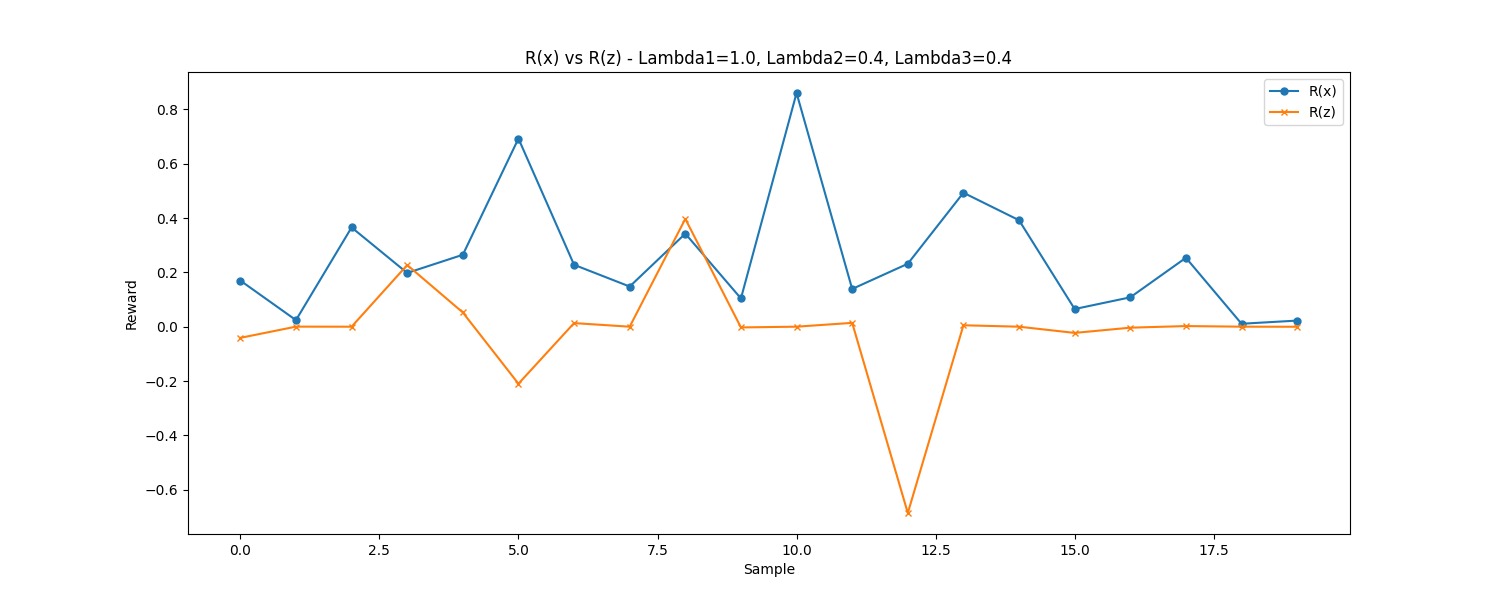 R(x) vs R(z) - Lambda1=1.0, Lambda2=0.4, Lambda3=0.4
R(x)
R(z)
Reward
0.8
0.6
0.4
0.2
0.0
−0.2
−0.4
−0.6
0.0 2.5 5.0 7.5 10.0 12.5 15.0 17.5
Sample